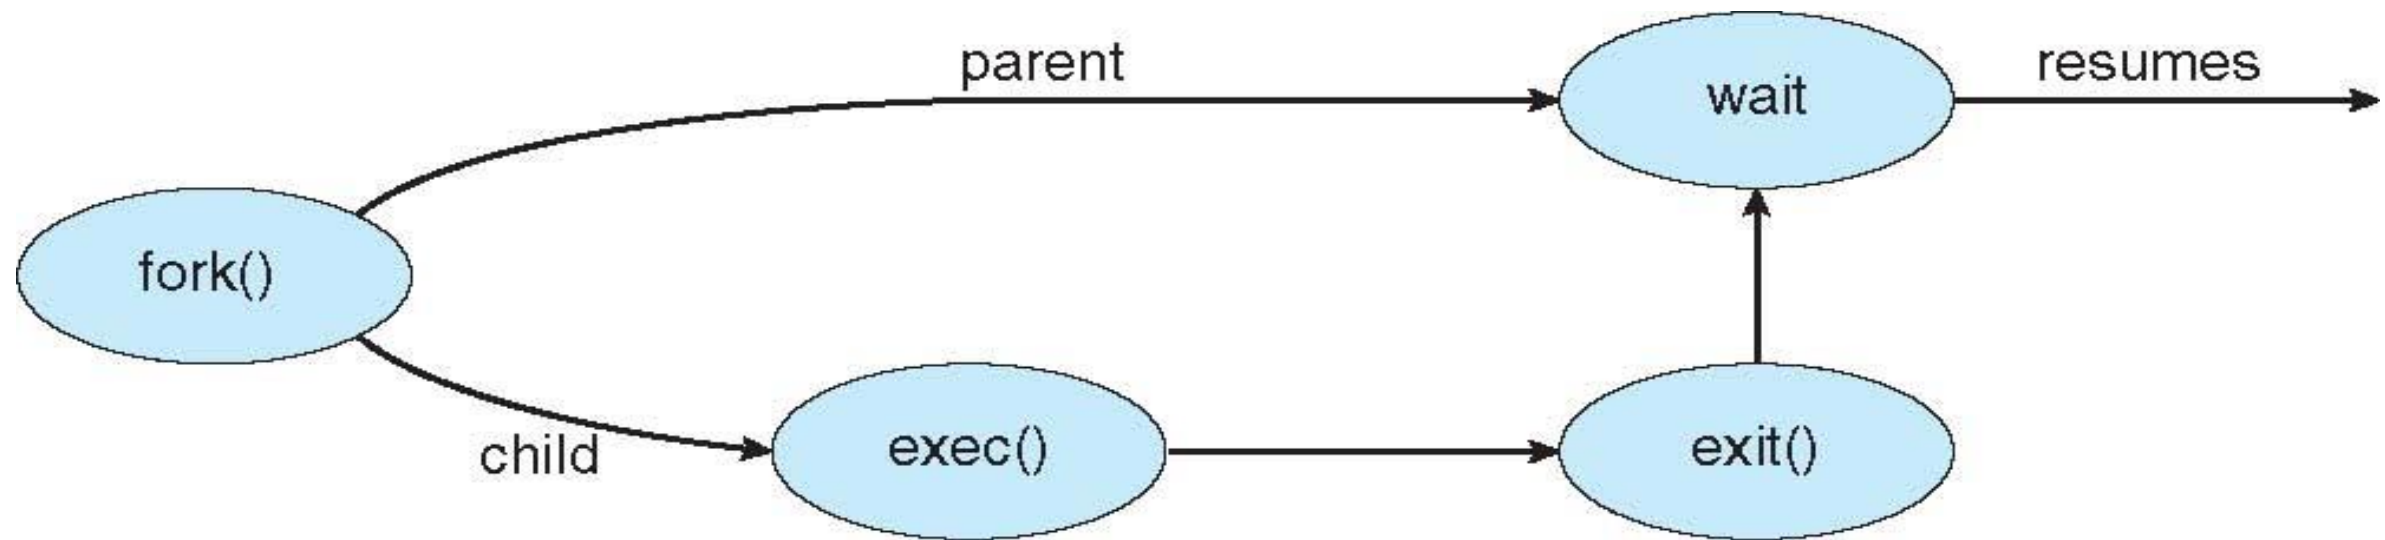 parent
resumes
wait
fork()
child
exec()
exit()